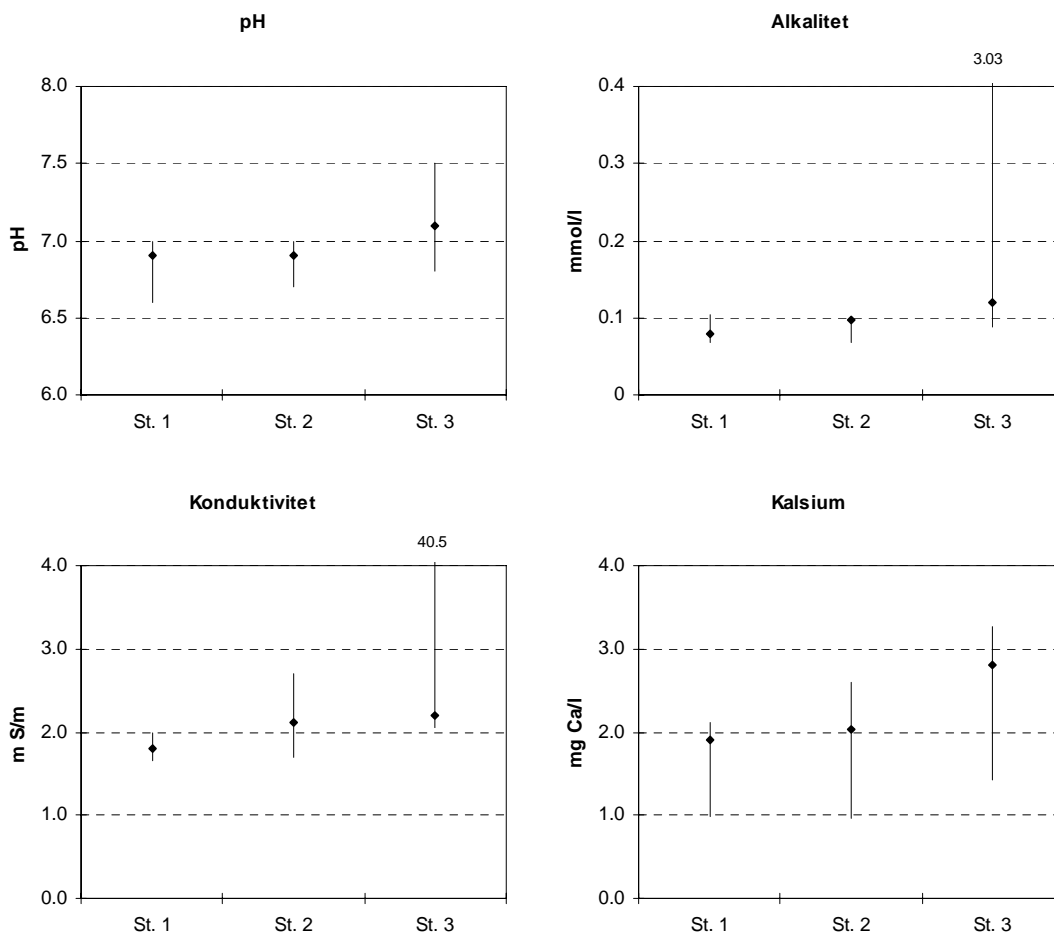 pH
8.0
7.5
7.0
6.5
6.0
pH
St. 1 St. 2 St. 3
Alkalitet
3.03
0.4
0.3
0.2
0.1
0
mmol/l
St. 1 St. 2 St. 3
Konduktivitet
40.5
4.0
3.0
2.0
1.0
0.0
m S/m
St. 1 St. 2 St. 3
Kalsium
4.0
3.0
2.0
1.0
0.0
mg Ca/l
St. 1 St. 2 St. 3